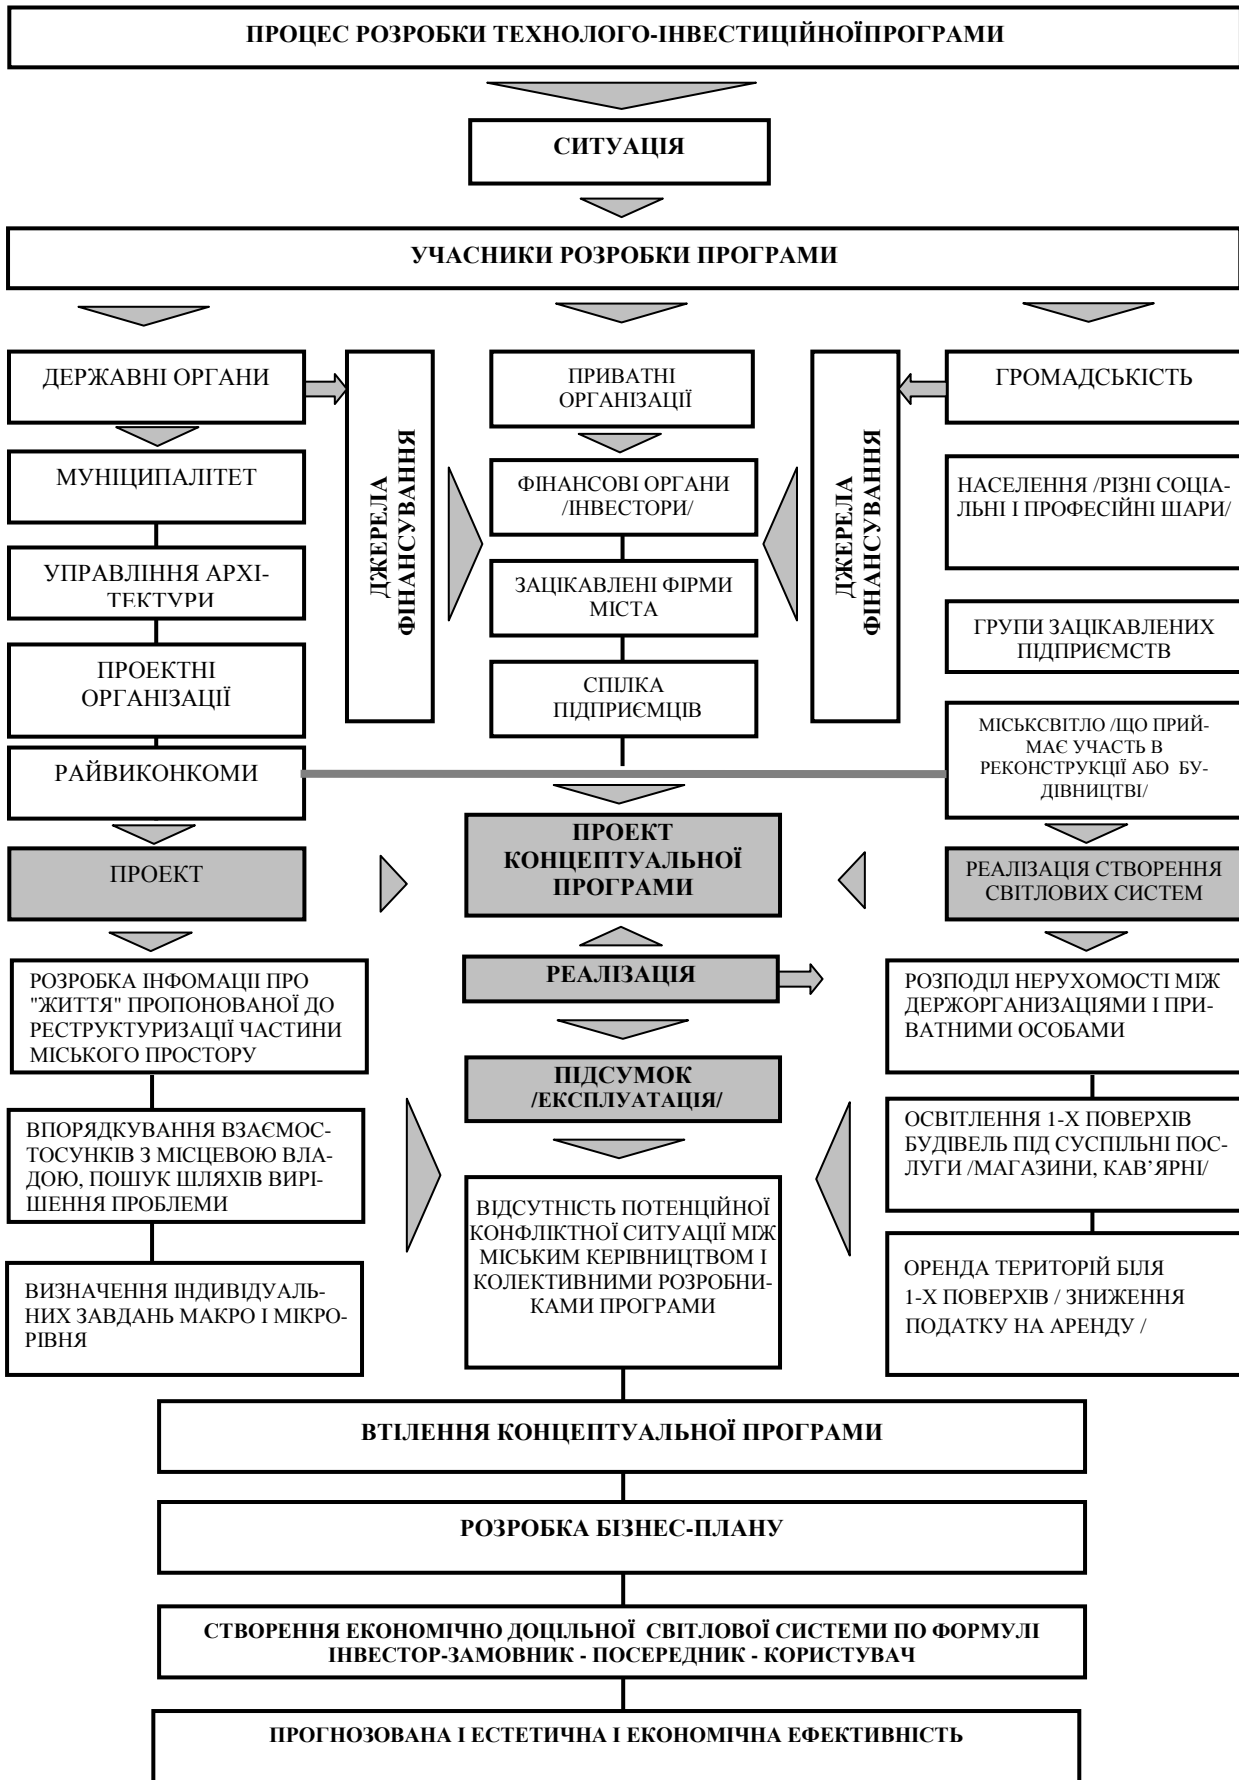 ПРОЦЕС РОЗРОБКИ ТЕХНОЛОГО-ІНВЕСТИЦІЙНОЇПРОГРАМИ
СИТУАЦІЯ
УЧАСНИКИ РОЗРОБКИ ПРОГРАМИ
ДЕРЖАВНІ ОРГАНИ
МУНІЦИПАЛІТЕТ
УПРАВЛІННЯ АРХІ-
ТЕКТУРИ
ПРОЕКТНІ
ОРГАНІЗАЦІЇ
РАЙВИКОНКОМИ
ДЖЕРЕЛА
ФІНАНСУВАННЯ
ПРИВАТНІ
ОРГАНІЗАЦІЇ
ФІНАНСОВІ ОРГАНИ
/ІНВЕСТОРИ/
ЗАЦІКАВЛЕНІ ФІРМИ
МІСТА
СПІЛКА
ПІДПРИЄМЦІВ
ДЖЕРЕЛА
ФІНАНСУВАННЯ
ГРОМАДСЬКІСТЬ
НАСЕЛЕННЯ /РІЗНІ СОЦІА-
ЛЬНІ І ПРОФЕСІЙНІ ШАРИ/
ГРУПИ ЗАЦІКАВЛЕНИХ
ПІДПРИЄМСТВ
МІСЬКСВІТЛО /ЩО ПРИЙ-
МАЄ УЧАСТЬ В
РЕКОНСТРУКЦІЇ АБО БУ-
ДІВНИЦТВІ/
ПРОЕКТ
ПРОЕКТ
КОНЦЕПТУАЛЬНОЇ
ПРОГРАМИ
РЕАЛІЗАЦІЯ СТВОРЕННЯ
СВІТЛОВИХ СИСТЕМ
РОЗРОБКА ІНФОМАЦІІ ПРО
"ЖИТТЯ" ПРОПОНОВАНОЇ ДО
РЕСТРУКТУРИЗАЦІЇ ЧАСТИНИ
МІСЬКОГО ПРОСТОРУ
ВПОРЯДКУВАННЯ ВЗАЄМОС-
ТОСУНКІВ З МІСЦЕВОЮ ВЛА-
ДОЮ, ПОШУК ШЛЯХІВ ВИРІ-
ШЕННЯ ПРОБЛЕМИ
ВИЗНАЧЕННЯ ІНДИВІДУАЛЬ-
НИХ ЗАВДАНЬ МАКРО І МІКРО-
РІВНЯ
РЕАЛІЗАЦІЯ
ПІДСУМОК
/ЕКСПЛУАТАЦІЯ/
ВІДСУТНІСТЬ ПОТЕНЦІЙНОЇ
КОНФЛІКТНОЇ СИТУАЦІЇ МІЖ
МІСЬКИМ КЕРІВНИЦТВОМ І
КОЛЕКТИВНИМИ РОЗРОБНИ-
КАМИ ПРОГРАМИ
РОЗПОДІЛ НЕРУХОМОСТІ МІЖ
ДЕРЖОРГАНИЗАЦІЯМИ І ПРИ-
ВАТНИМИ ОСОБАМИ
ОСВІТЛЕННЯ 1-Х ПОВЕРХІВ
БУДІВЕЛЬ ПІД СУСПІЛЬНІ ПОС-
ЛУГИ /МАГАЗИНИ, КАВ’ЯРНІ/
ОРЕНДА ТЕРИТОРІЙ БІЛЯ
1-Х ПОВЕРХІВ / ЗНИЖЕННЯ
ПОДАТКУ НА АРЕНДУ /
ВТІЛЕННЯ КОНЦЕПТУАЛЬНОЇ ПРОГРАМИ
РОЗРОБКА БІЗНЕС-ПЛАНУ
СТВОРЕННЯ ЕКОНОМІЧНО ДОЦІЛЬНОЇ СВІТЛОВОЇ СИСТЕМИ ПО ФОРМУЛІ
ІНВЕСТОР-ЗАМОВНИК - ПОСЕРЕДНИК - КОРИСТУВАЧ
ПРОГНОЗОВАНА І ЕСТЕТИЧНА І ЕКОНОМІЧНА ЕФЕКТИВНІСТЬ